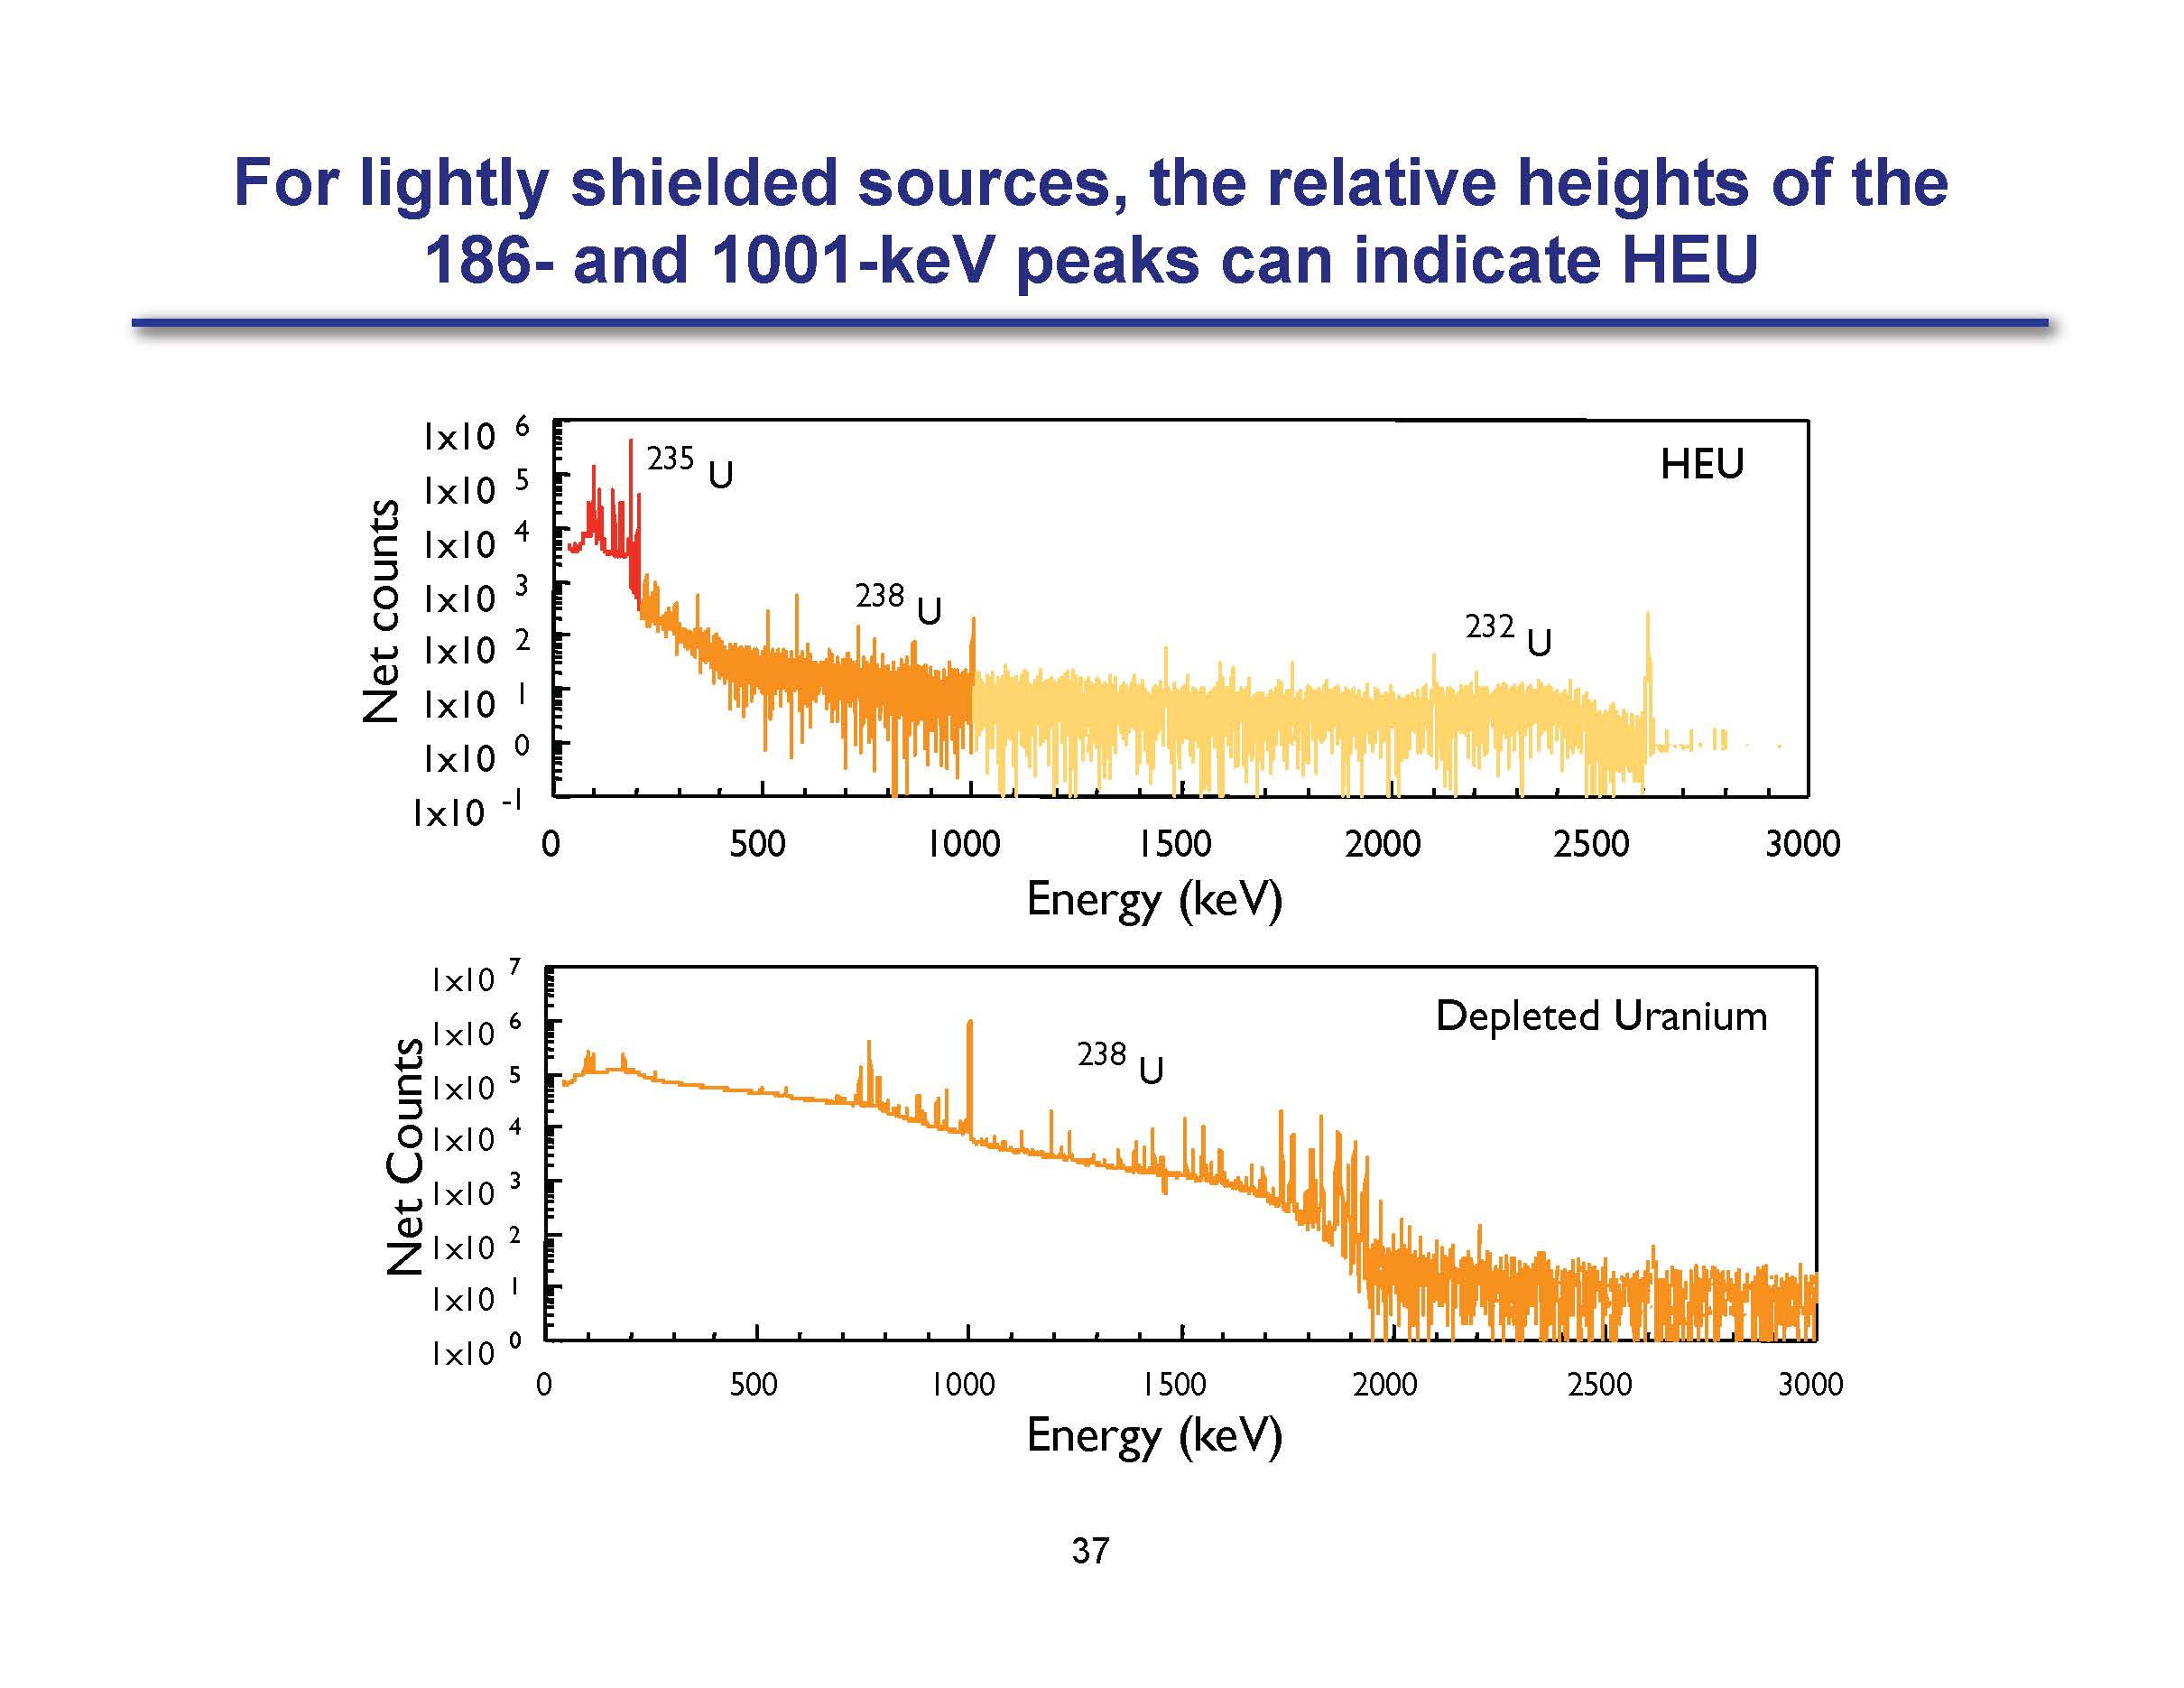 For lightly shielded sources, the relative heights of the
186- and 1001-keV peaks can indicate HEU
Net counts
1x10 6
1x10 5
1x10 4
1x10 3
1x10 2
1x10 1
1x10 0
1x10 -1
235 U
238 U
232 U
HEU
0 500 1000 1500 2000 2500 3000
Energy (keV)
Net Counts
1x10 7
1x10 6
1x10 5
1x10 4
1x10 3
1x10 2
1x10 1
1x10 0
Depleted Uranium
238 U
0 500 1000 1500 2000 2500 3000
Energy (keV)
37